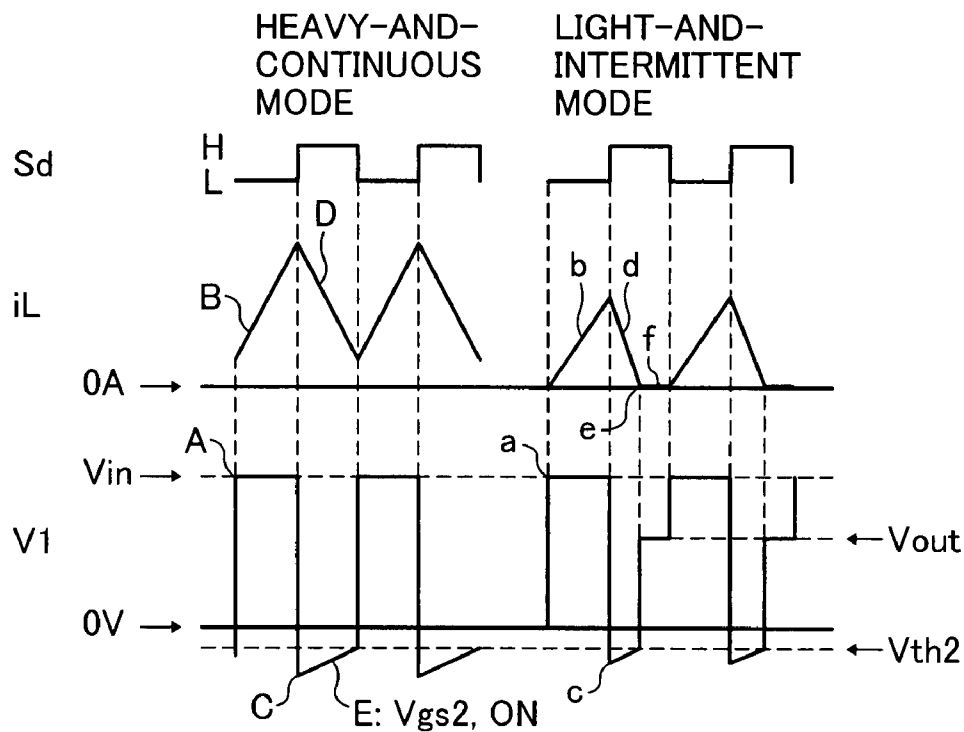 HEAVY-AND-
CONTINUOUS
MODE
LIGHT-AND-
INTERMITTENT
MODE
Sd
H
L
D
B
b
d
f
iL
0A
e
A
a
Vin
V1
Vout
0V
Vth2
C
E: Vgs2, ON
c